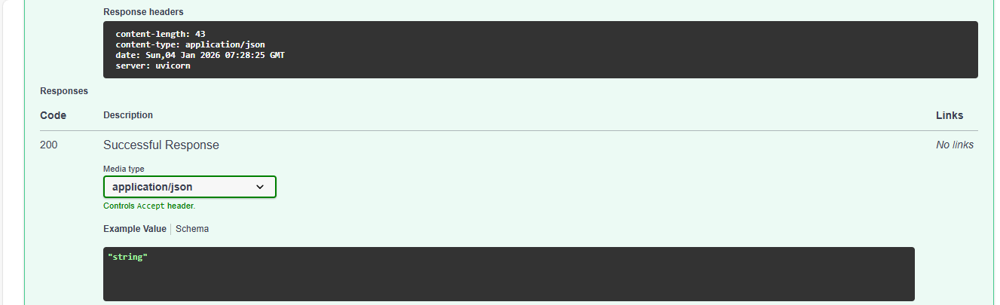 Response headers
content-length: 43
content-type: application/json
date: Sun,04 Jan 2026 07:28:25 GMT
server: uvicorn
Responses
Code Description Links
200 Successful Response No links
Media type
application/json
Controls Accept header.
Example Value Schema
"string"